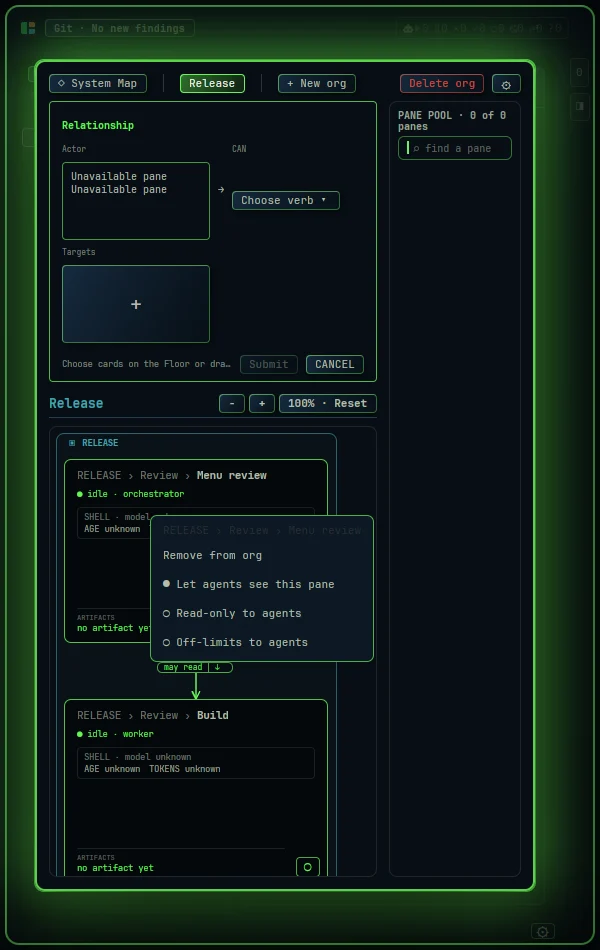 Git · No new findings
◇ System Map
Release
+ New org
Delete org
Relationship
Actor
CAN
Unavailable pane
Unavailable pane
→
Choose verb ▾
Targets
+
Choose cards on the Floor or dra…
Submit
CANCEL
Release
-
+
100% · Reset
RELEASE
RELEASE › Review › Menu review
● idle · orchestrator
SHELL · model
AGE unknown
RELEASE › Review › Menu review
Remove from org
Let agents see this pane
Read-only to agents
Off-limits to agents
ARTIFACTS
no artifact yet
may read ↓
RELEASE › Review › Build
● idle · worker
SHELL · model unknown
AGE unknown TOKENS unknown
ARTIFACTS
no artifact yet
PANE POOL · 0 of 0
panes
find a pane